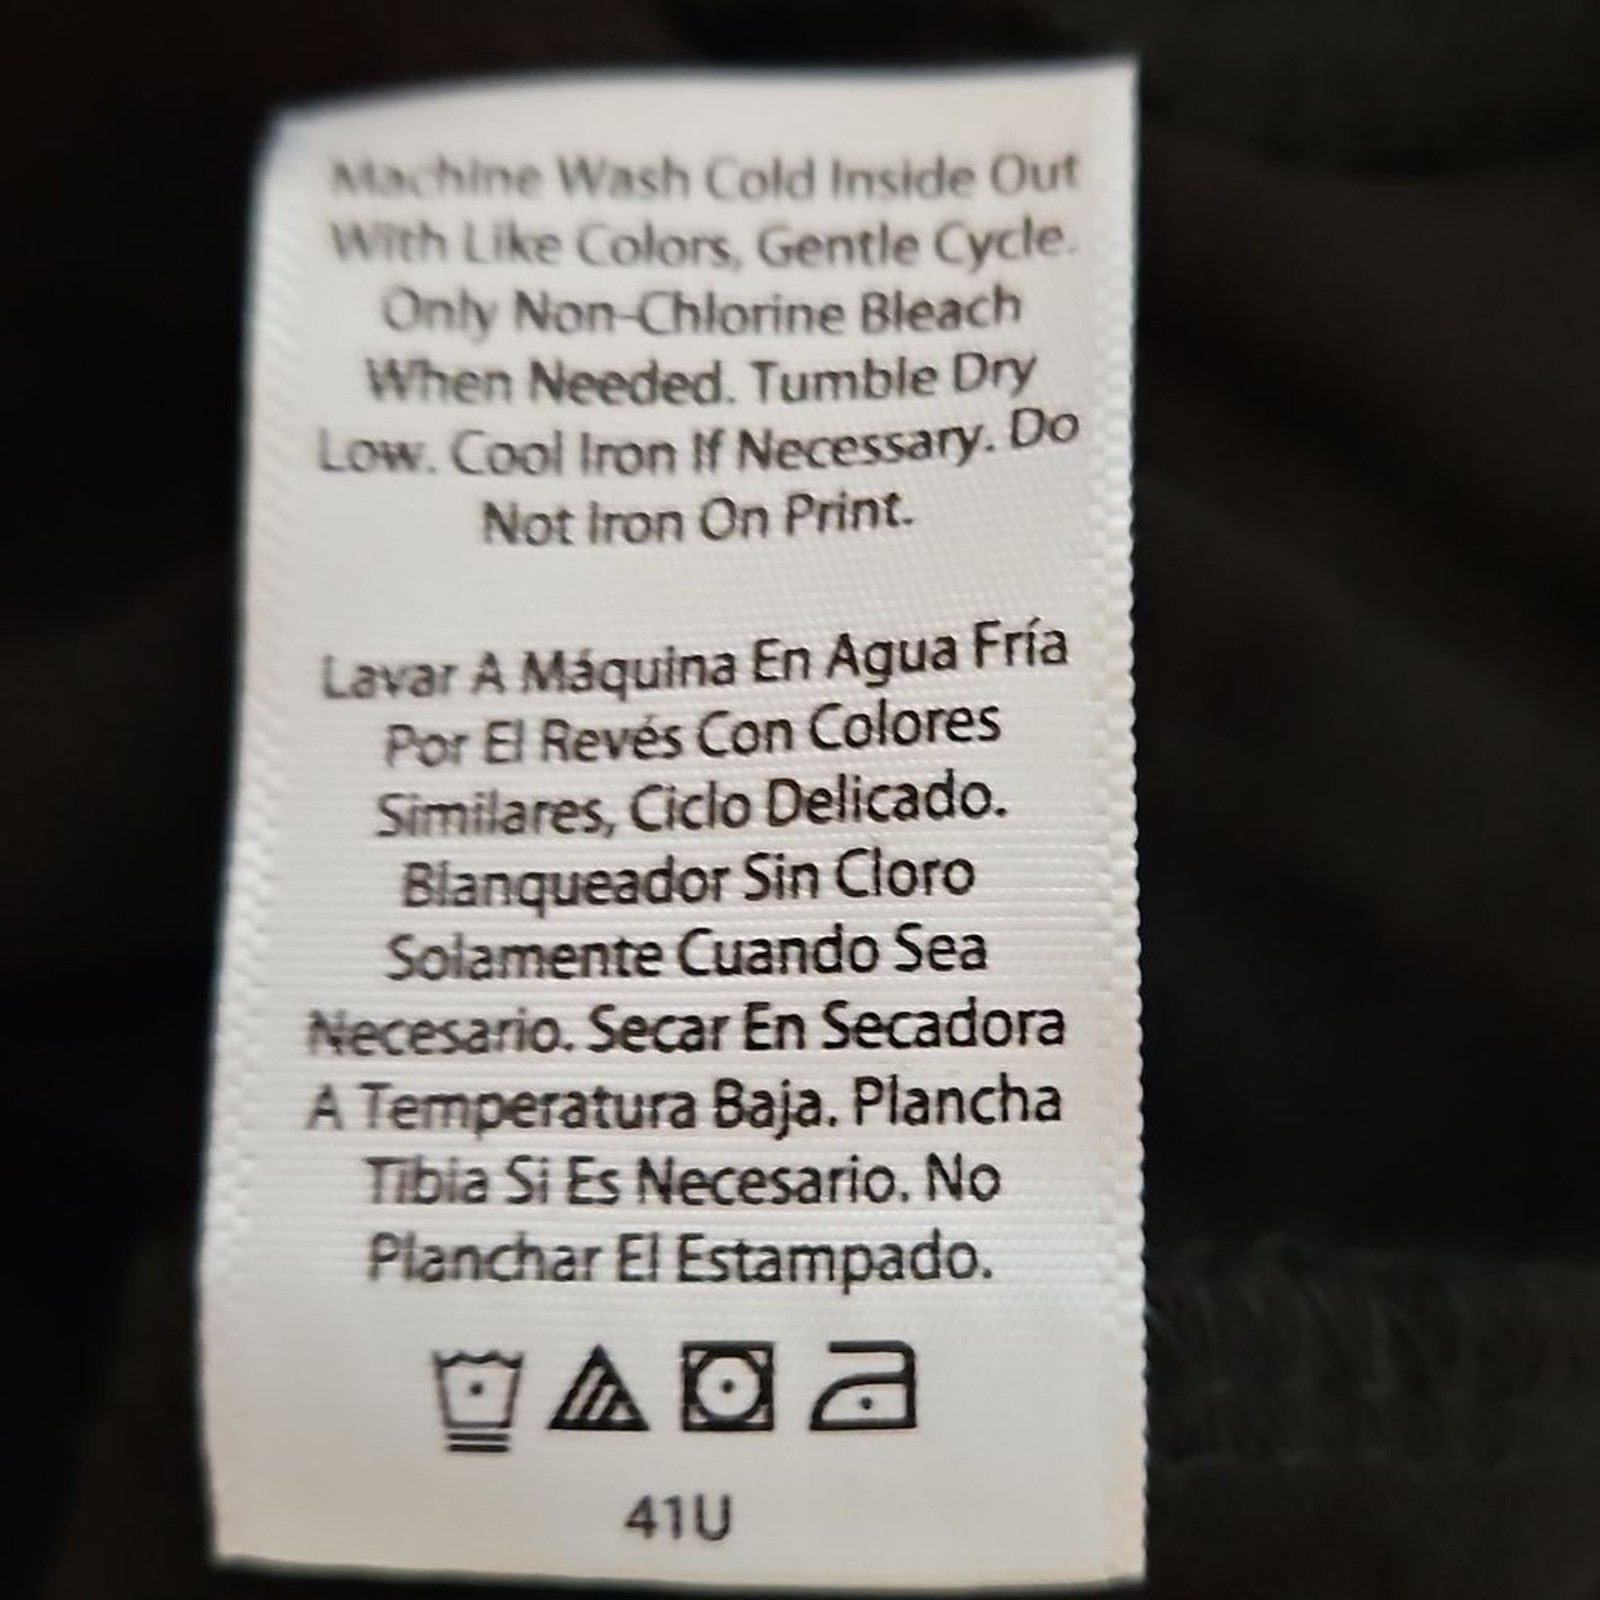 Machine Wash Cold Inside Out
With Like Colors, Gentle Cycle.
Only Non-Chlorine Bleach
When Needed. Tumble Dry
Low. Cool Iron If Necessary. Do
Not Iron On Print.
Lavar A Máquina En Agua Fría
Por El Revés Con Colores
Similares, Ciclo Delicado.
Blanqueador Sin Cloro
Solamente Cuando Sea
Necesario. Secar En Secadora
A Temperatura Baja. Plancha
Tibia Si Es Necesario. No
Planchar El Estampado.
41U